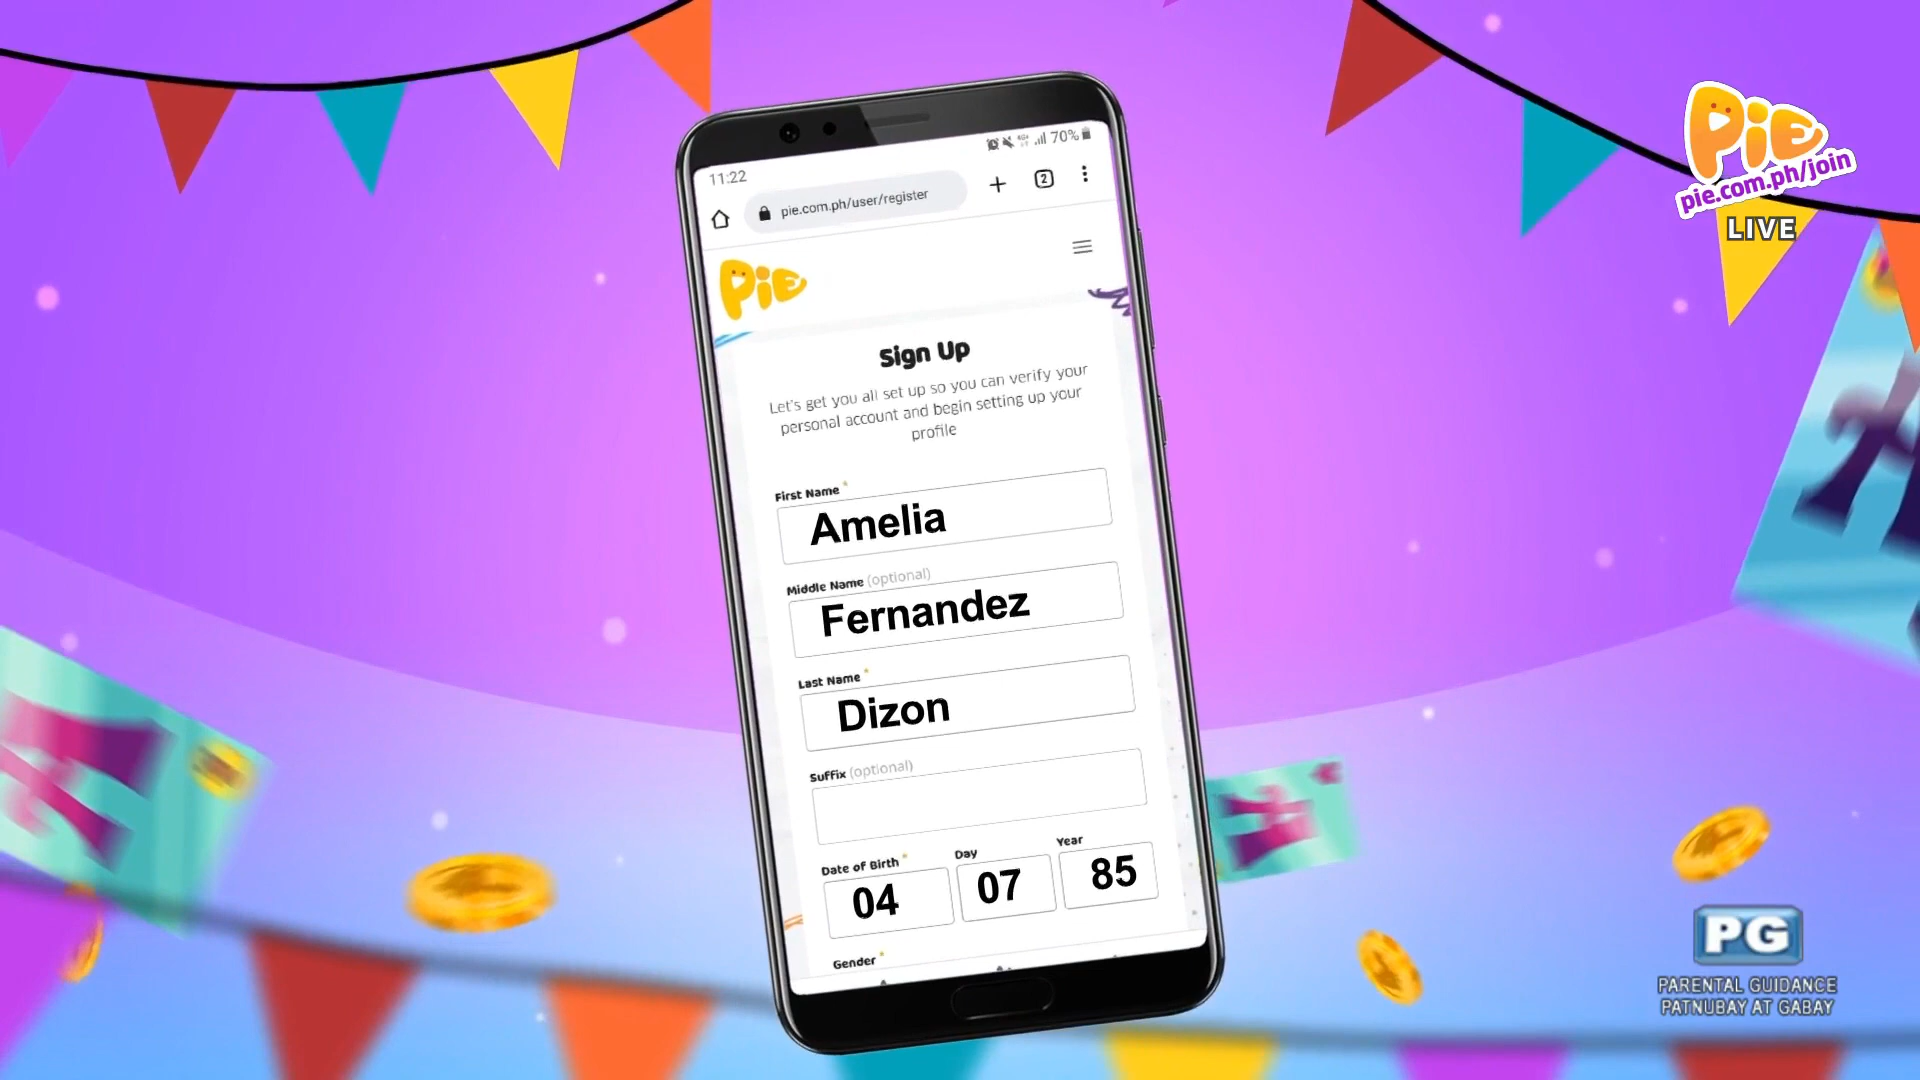 Pie
pie.com.ph/join
LIVE
11:22
70%
pie.com.ph/user/register
2
Pie
Sign Up
Let's get you all set up so you can verify your
personal account and begin setting up your
profile
First Name *
Amelia
Middle Name (optional)
Fernandez
Last Name *
Dizon
Suffix (optional)
Date of Birth * Day Year
04 07 85
Gender *
PG
PARENTAL GUIDANCE
PATNUBAY AT GABAY